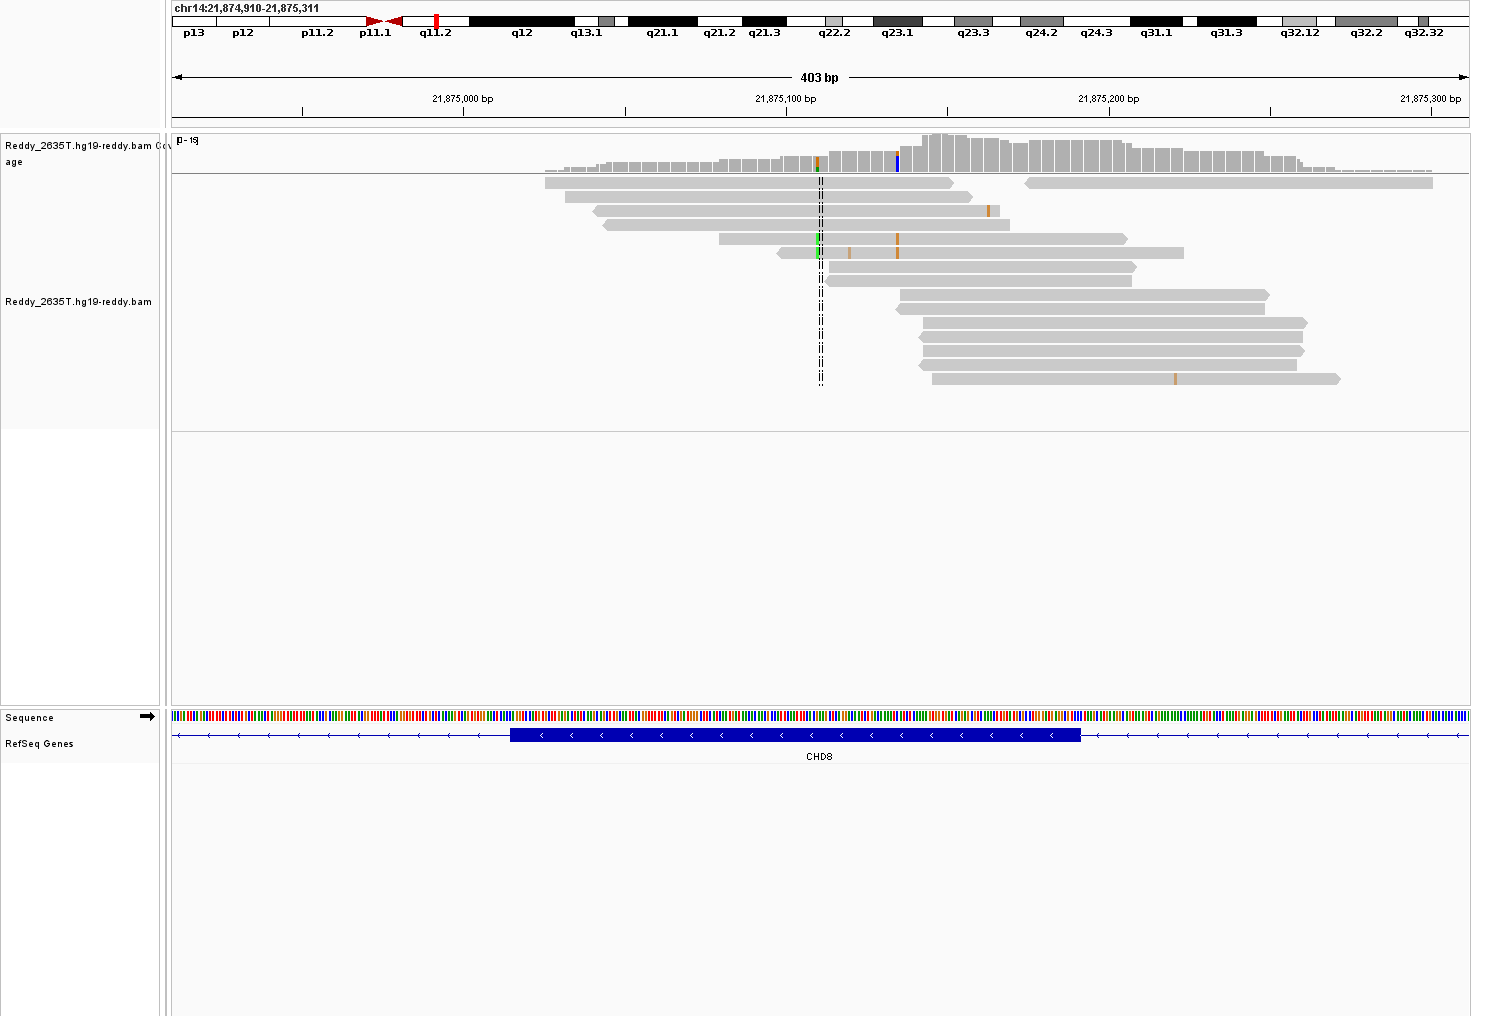 chr14:21,874,910-21,875,311
p13 p12 p11.2 p11.1 q11.2 q12 q13.1 q21.1 q21.2 q21.3 q22.2 q23.1 q23.3 q24.2 q24.3 q31.1 q31.3 q32.12 q32.2 q32.32
403 bp
21,875,000 bp 21,875,100 bp 21,875,200 bp 21,875,300 bp
Reddy_2635T.hg19-reddy.bam Cov
age
[0 - 15]
Reddy_2635T.hg19-reddy.bam
Sequence
RefSeq Genes
CHD8